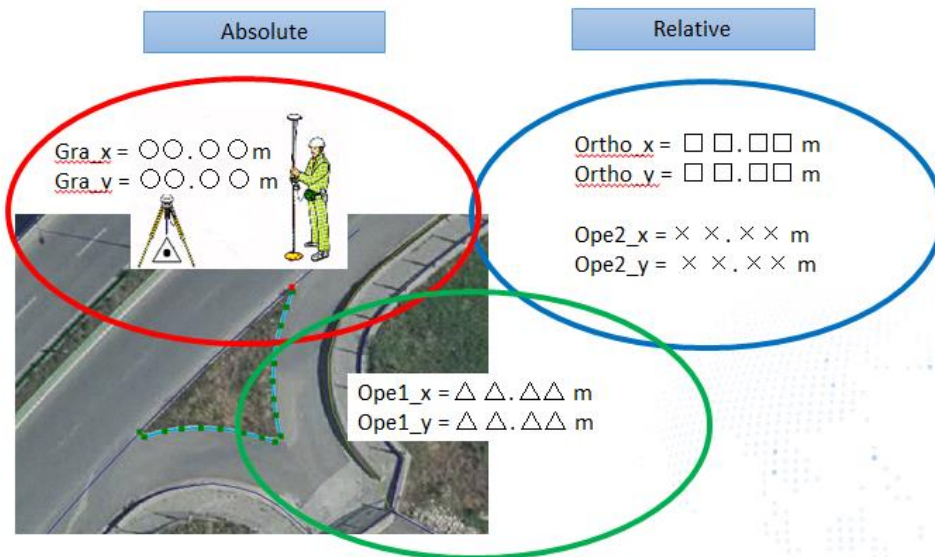 Absolute
Relative
Gra_x = ○○.○○ m
Gra_y = ○○.○○ m
Ortho_x = □□.□□ m
Ortho_y = □□.□□ m
Ope2_x = ××.×× m
Ope2_y = ××.×× m
Ope1_x = △△.△△ m
Ope1_y = △△.△△ m